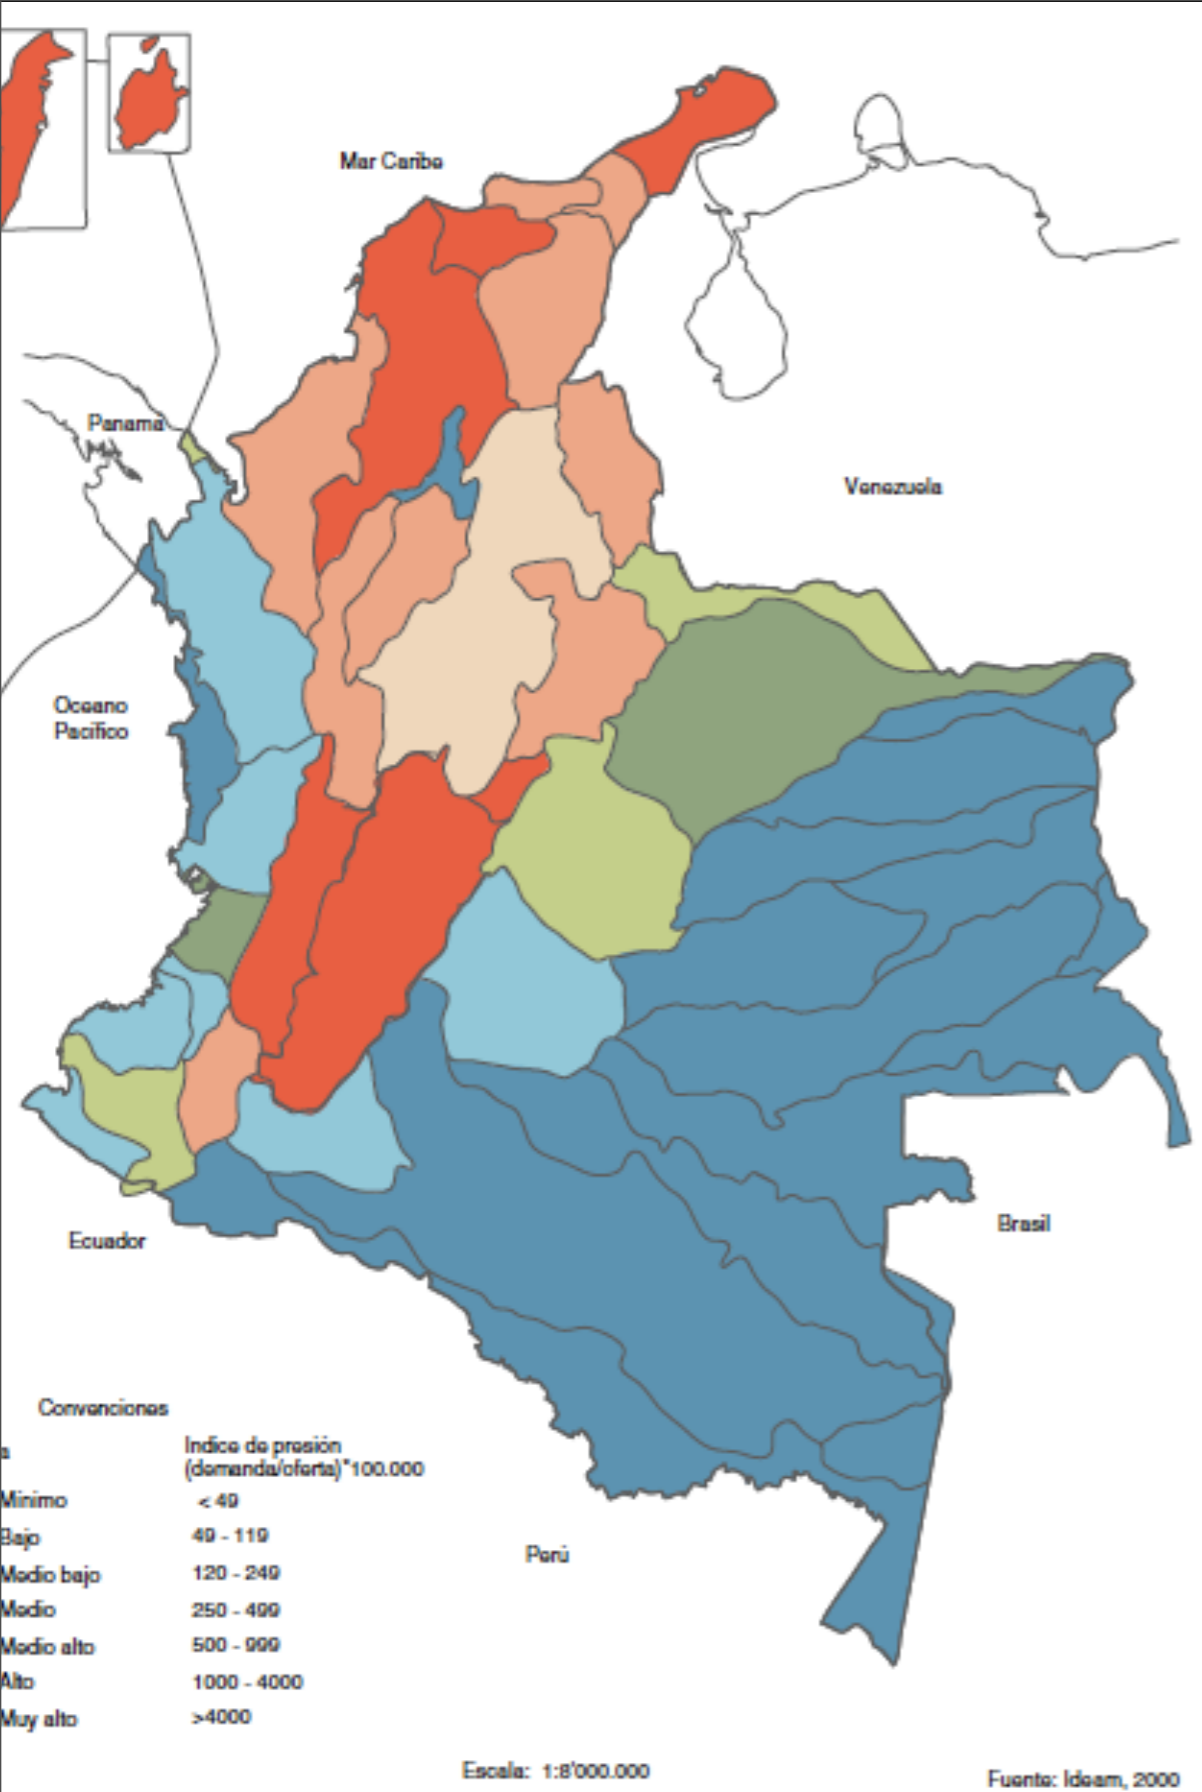 Mar Caribe
Panama
Venezuela
Oceano
Pacífico
Brasil
Ecuador
Convenciones
a
Indice de presión
(demanda/oferta)*100.000
Minimo < 49
Bajo 49 - 119
Medio bajo 120 - 249
Medio 250 - 499
Medio alto 500 - 999
Alto 1000 - 4000
Muy alto >4000
Perú
Escala: 1:8'000.000
Fuente: Ideam, 2000